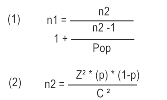 (1) n1 = n2
n2 -1
1 +
Pop
(2) n2 = Z² * (p) * (1-p)
C ²